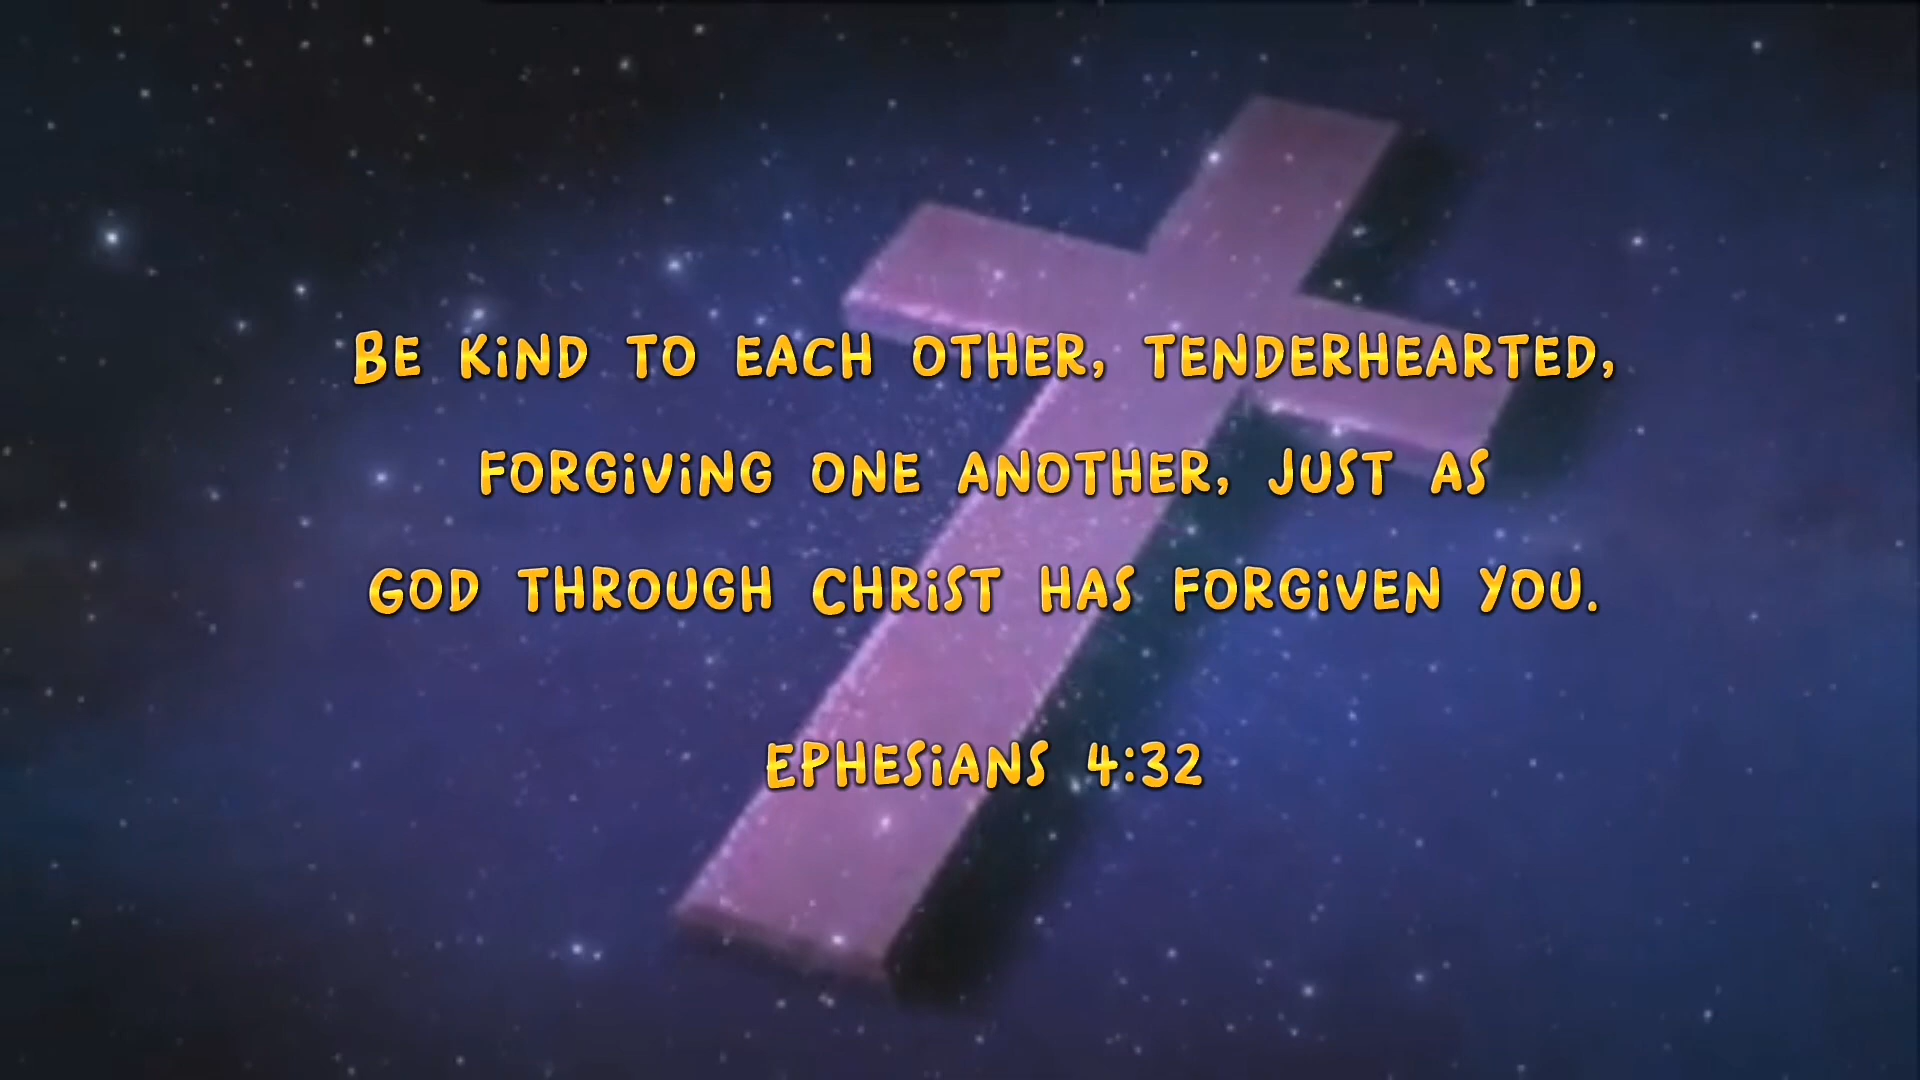 Be kind to each other, tenderhearted,
forgiving one another, just as
God through Christ has forgiven you.
Ephesians 4:32